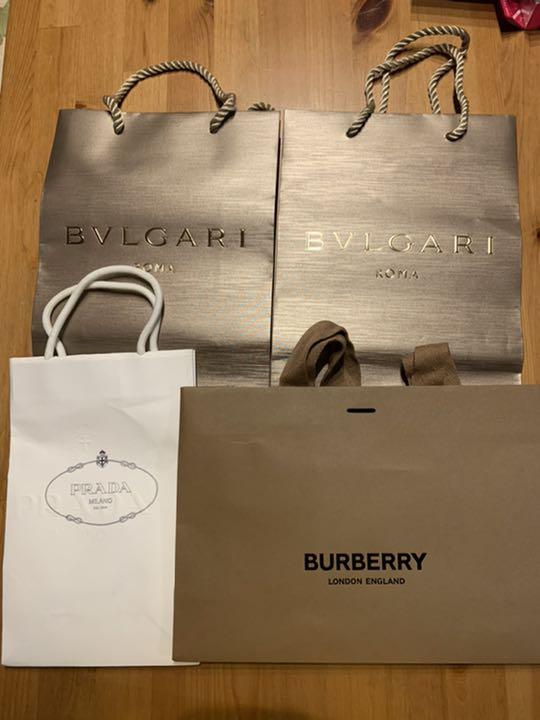 BVLGARI
ROMA
BVLGARI
ROMA
PRADA
MILANO
BURBERRY
LONDON ENGLAND